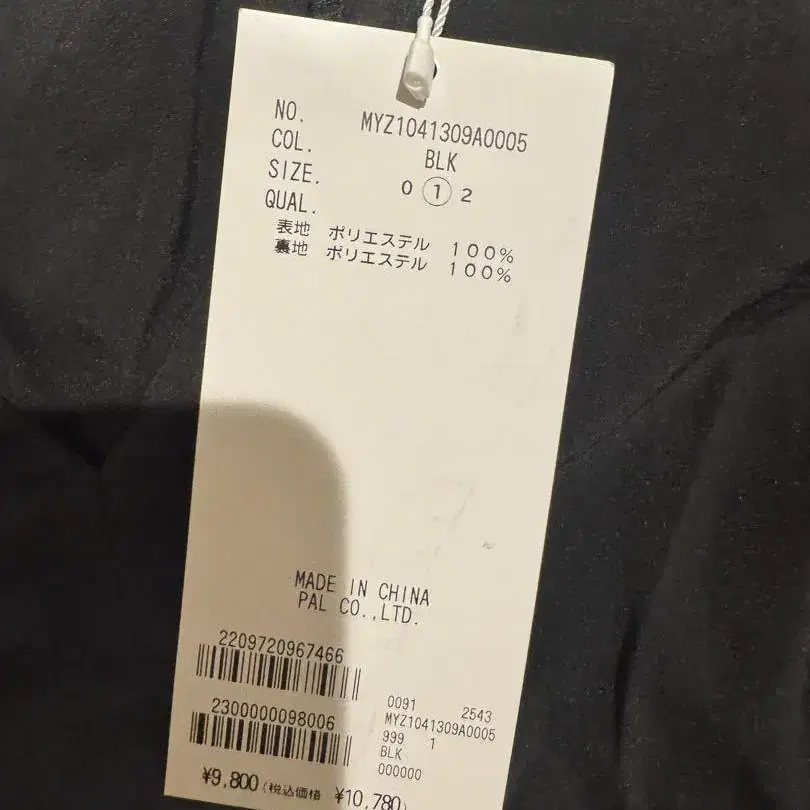 NO. MYZ1041309A0005
COL. BLK
SIZE. 0 ① 2
QUAL.
表地 ポリエステル 100%
裏地 ポリエステル 100%
MADE IN CHINA
PAL CO.,LTD.
2209720967466
2300000098006
0091 2543
MYZ1041309A0005
999 1
BLK
000000
¥9,800(税込価格 ¥10,780)